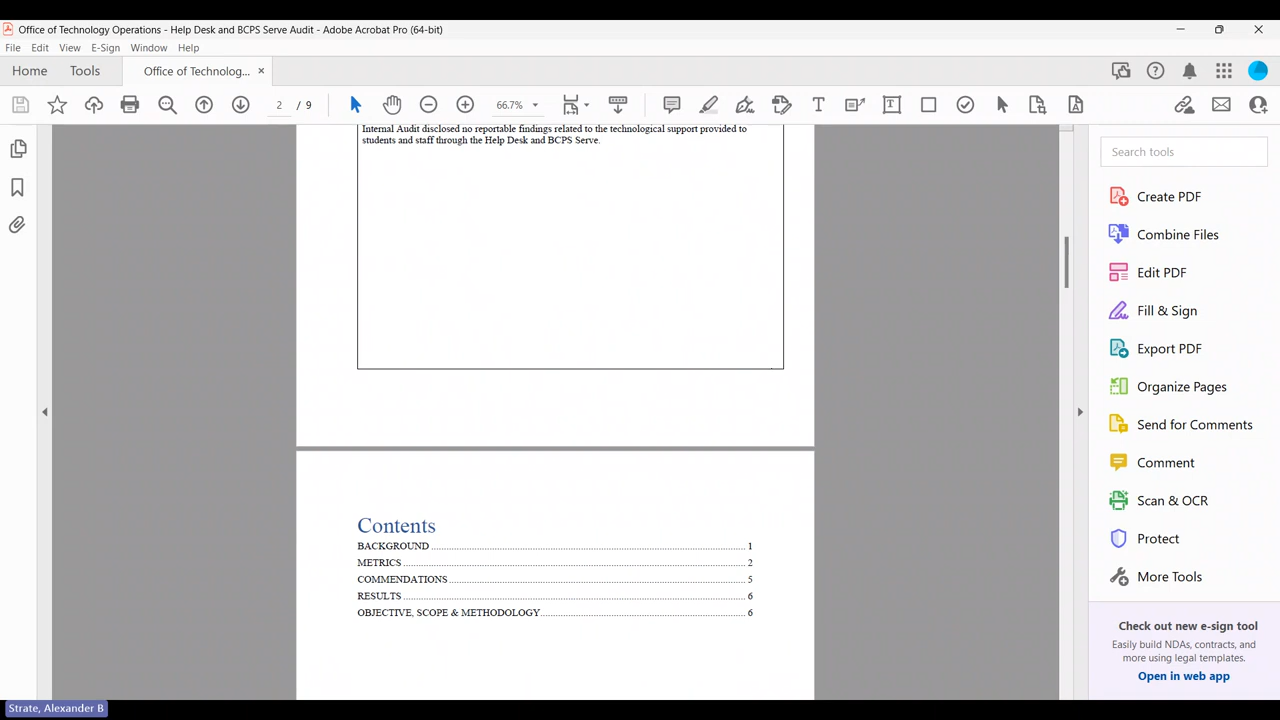 Office of Technology Operations - Help Desk and BCPS Serve Audit - Adobe Acrobat Pro (64-bit)
File Edit View E-Sign Window Help
Home Tools Office of Technolog...
2 / 9 66.7%
Internal Audit disclosed no reportable findings related to the technological support provided to
students and staff through the Help Desk and BCPS Serve.
Contents
BACKGROUND 1
METRICS 2
COMMENDATIONS 5
RESULTS 6
OBJECTIVE, SCOPE & METHODOLOGY 6
Search tools
Create PDF
Combine Files
Edit PDF
Fill & Sign
Export PDF
Organize Pages
Send for Comments
Comment
Scan & OCR
Protect
More Tools
Check out new e-sign tool
Easily build NDAs, contracts, and
more using legal templates.
Open in web app
Strate, Alexander B